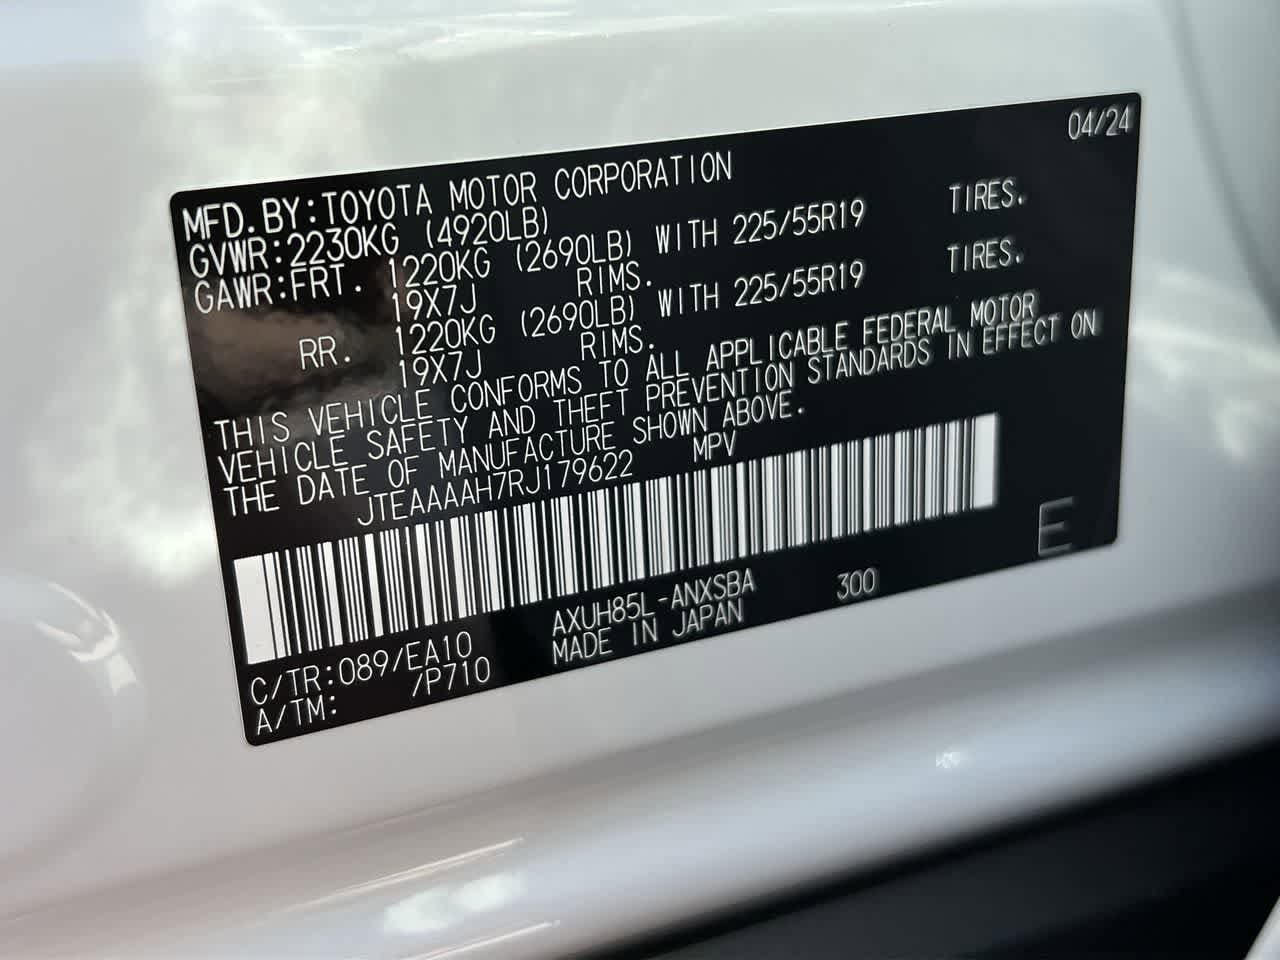 04/24
MFD.BY:TOYOTA MOTOR CORPORATION
GVWR:2230KG (4920LB)
GAWR:FRT. 1220KG (2690LB) WITH 225/55R19 TIRES.
19X7J RIMS.
RR. 1220KG (2690LB) WITH 225/55R19 TIRES.
19X7J RIMS.
THIS VEHICLE CONFORMS TO ALL APPLICABLE FEDERAL MOTOR
VEHICLE SAFETY AND THEFT PREVENTION STANDARDS IN EFFECT ON
THE DATE OF MANUFACTURE SHOWN ABOVE.
JTEAAAAH7RJ179622 MPV
E
AXUH85L-ANXSBA 300
C/TR:089/EA10 MADE IN JAPAN
A/TM: /P710